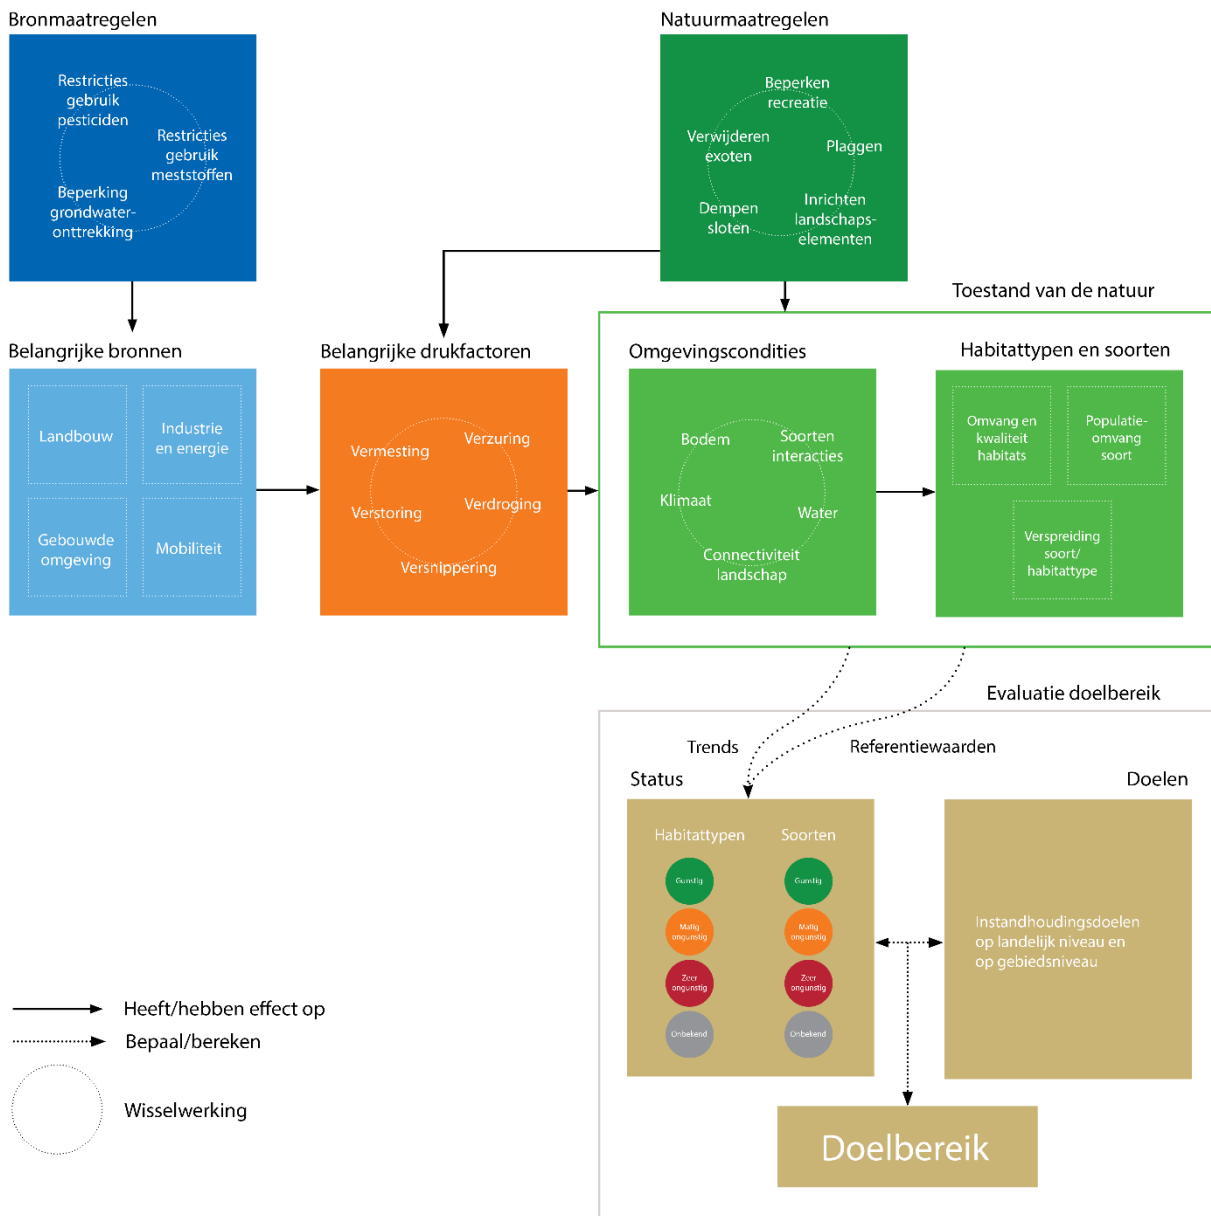 Bronmaatregelen
Restricties
gebruik
pesticiden
Restricties
gebruik
meststoffen
Beperking
grondwater-
onttrekking
Natuurmaatregelen
Beperken
recreatie
Verwijderen
exoten
Plaggen
Dempen
sloten
Inrichten
landschaps-
elementen
Belangrijke bronnen
Landbouw
Industrie
en energie
Gebouwde
omgeving
Mobiliteit
Belangrijke drukfactoren
Vermesting
Verzuring
Verstoring
Verdroging
Versnippering
Toestand van de natuur
Omgevingscondities
Bodem
Soorten
interacties
Klimaat
Water
Connectiviteit
landschap
Habitattypen en soorten
Omvang en
kwaliteit
habitats
Populatie-
omvang
soort
Verspreiding
soort/
habitattype
Evaluatie doelbereik
Trends
Referentiewaarden
Status
Habitattypen
Soorten
Gunstig
Gunstig
Matig
ongunstig
Matig
ongunstig
Zeer
ongunstig
Zeer
ongunstig
Onbekend
Onbekend
Doelen
Instandhoudingsdoelen
op landelijk niveau en
op gebiedsniveau
Doelbereik
Heeft/hebben effect op
Bepaal/bereken
Wisselwerking